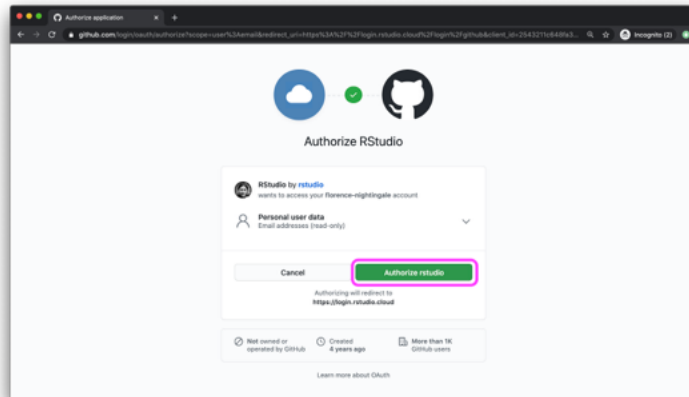 Authorize application
github.com/login/oauth/authorize?scope=user%2Aemail&redirect_uri=https%3A%2F%2Flogin.rstudio.cloud%2Flogin%2Fgithub&client_id=2543211c648fa3...
Incognito (2)
Authorize RStudio
RStudio by rstudio
wants to access your florence-nightingale account
Personal user data
Email addresses (read-only)
Cancel
Authorize rstudio
Authorizing will redirect to
https://login.rstudio.cloud
Not owned or
operated by GitHub
Created
4 years ago
More than 1K
GitHub users
Learn more about OAuth